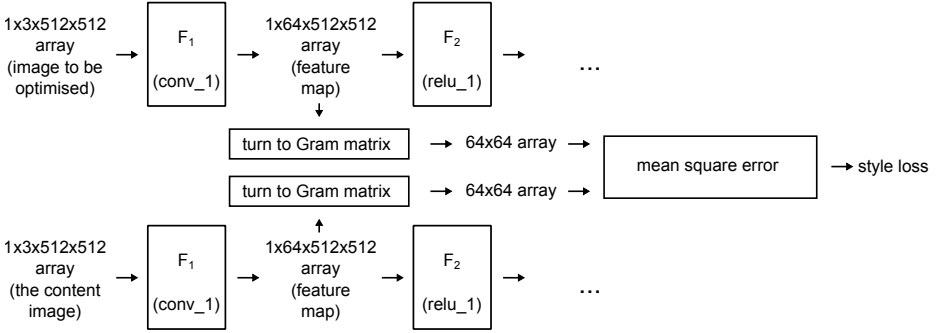 1x3x512x512
array
(image to be
optimised)
F1
(conv_1)
1x64x512x512
array
(feature
map)
F2
(relu_1)
...
turn to Gram matrix
64x64 array
turn to Gram matrix
64x64 array
mean square error
style loss
1x3x512x512
array
(the content
image)
F1
(conv_1)
1x64x512x512
array
(feature
map)
F2
(relu_1)
...